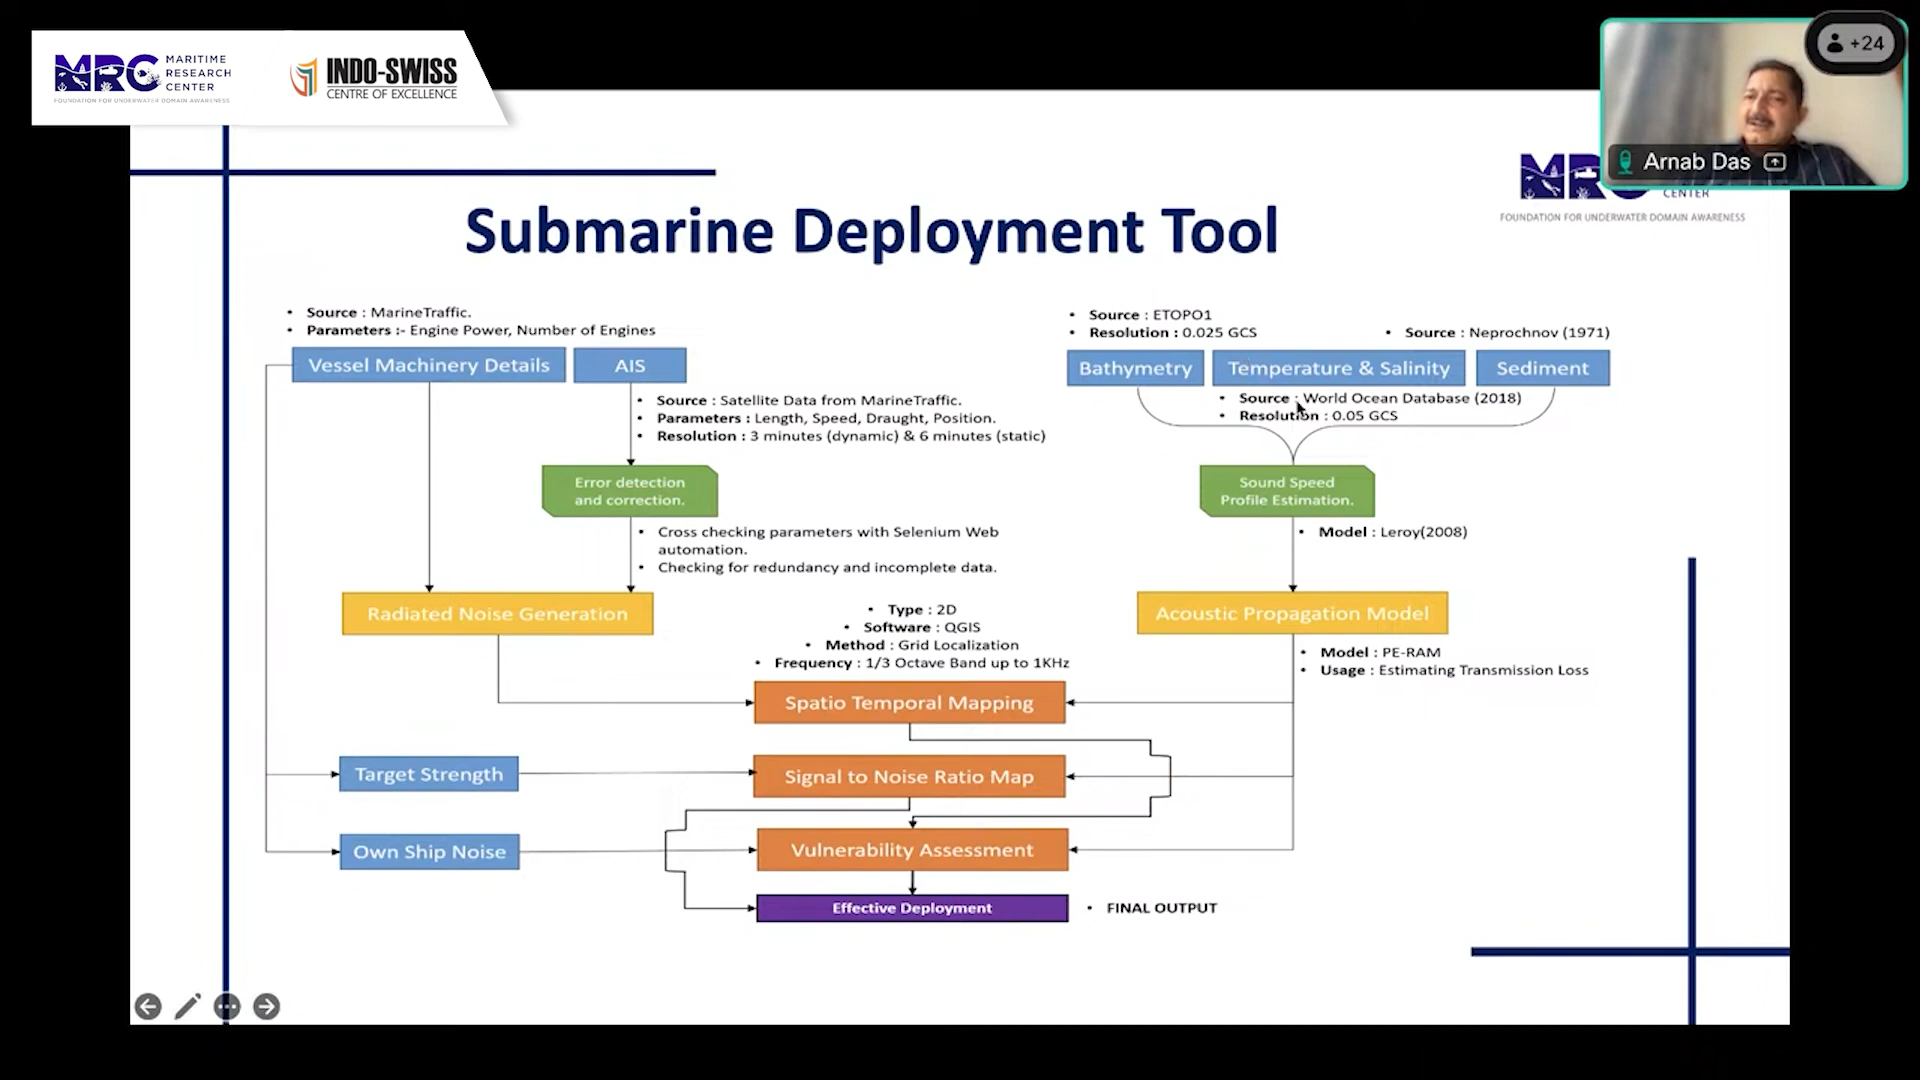 MRC MARITIME
RESEARCH
CENTER
FOUNDATION FOR UNDERWATER DOMAIN AWARENESS
INDO-SWISS
CENTRE OF EXCELLENCE
+24
Arnab Das
MRC
CENTER
FOUNDATION FOR UNDERWATER DOMAIN AWARENESS
Submarine Deployment Tool
• Source : MarineTraffic.
• Parameters :- Engine Power, Number of Engines
Vessel Machinery Details
AIS
• Source : Satellite Data from MarineTraffic.
• Parameters : Length, Speed, Draught, Position.
• Resolution : 3 minutes (dynamic) & 6 minutes (static)
• Source : ETOPO1
• Resolution : 0.025 GCS
• Source : Neprochnov (1971)
Bathymetry
Temperature & Salinity
Sediment
• Source : World Ocean Database (2018)
• Resolution : 0.05 GCS
Error detection
and correction.
• Cross checking parameters with Selenium Web
automation.
• Checking for redundancy and incomplete data.
Sound Speed
Profile Estimation.
• Model : Leroy(2008)
Radiated Noise Generation
• Type : 2D
• Software : QGIS
• Method : Grid Localization
• Frequency : 1/3 Octave Band up to 1KHz
Acoustic Propagation Model
• Model : PE-RAM
• Usage : Estimating Transmission Loss
Spatio Temporal Mapping
Target Strength
Signal to Noise Ratio Map
Own Ship Noise
Vulnerability Assessment
Effective Deployment
• FINAL OUTPUT